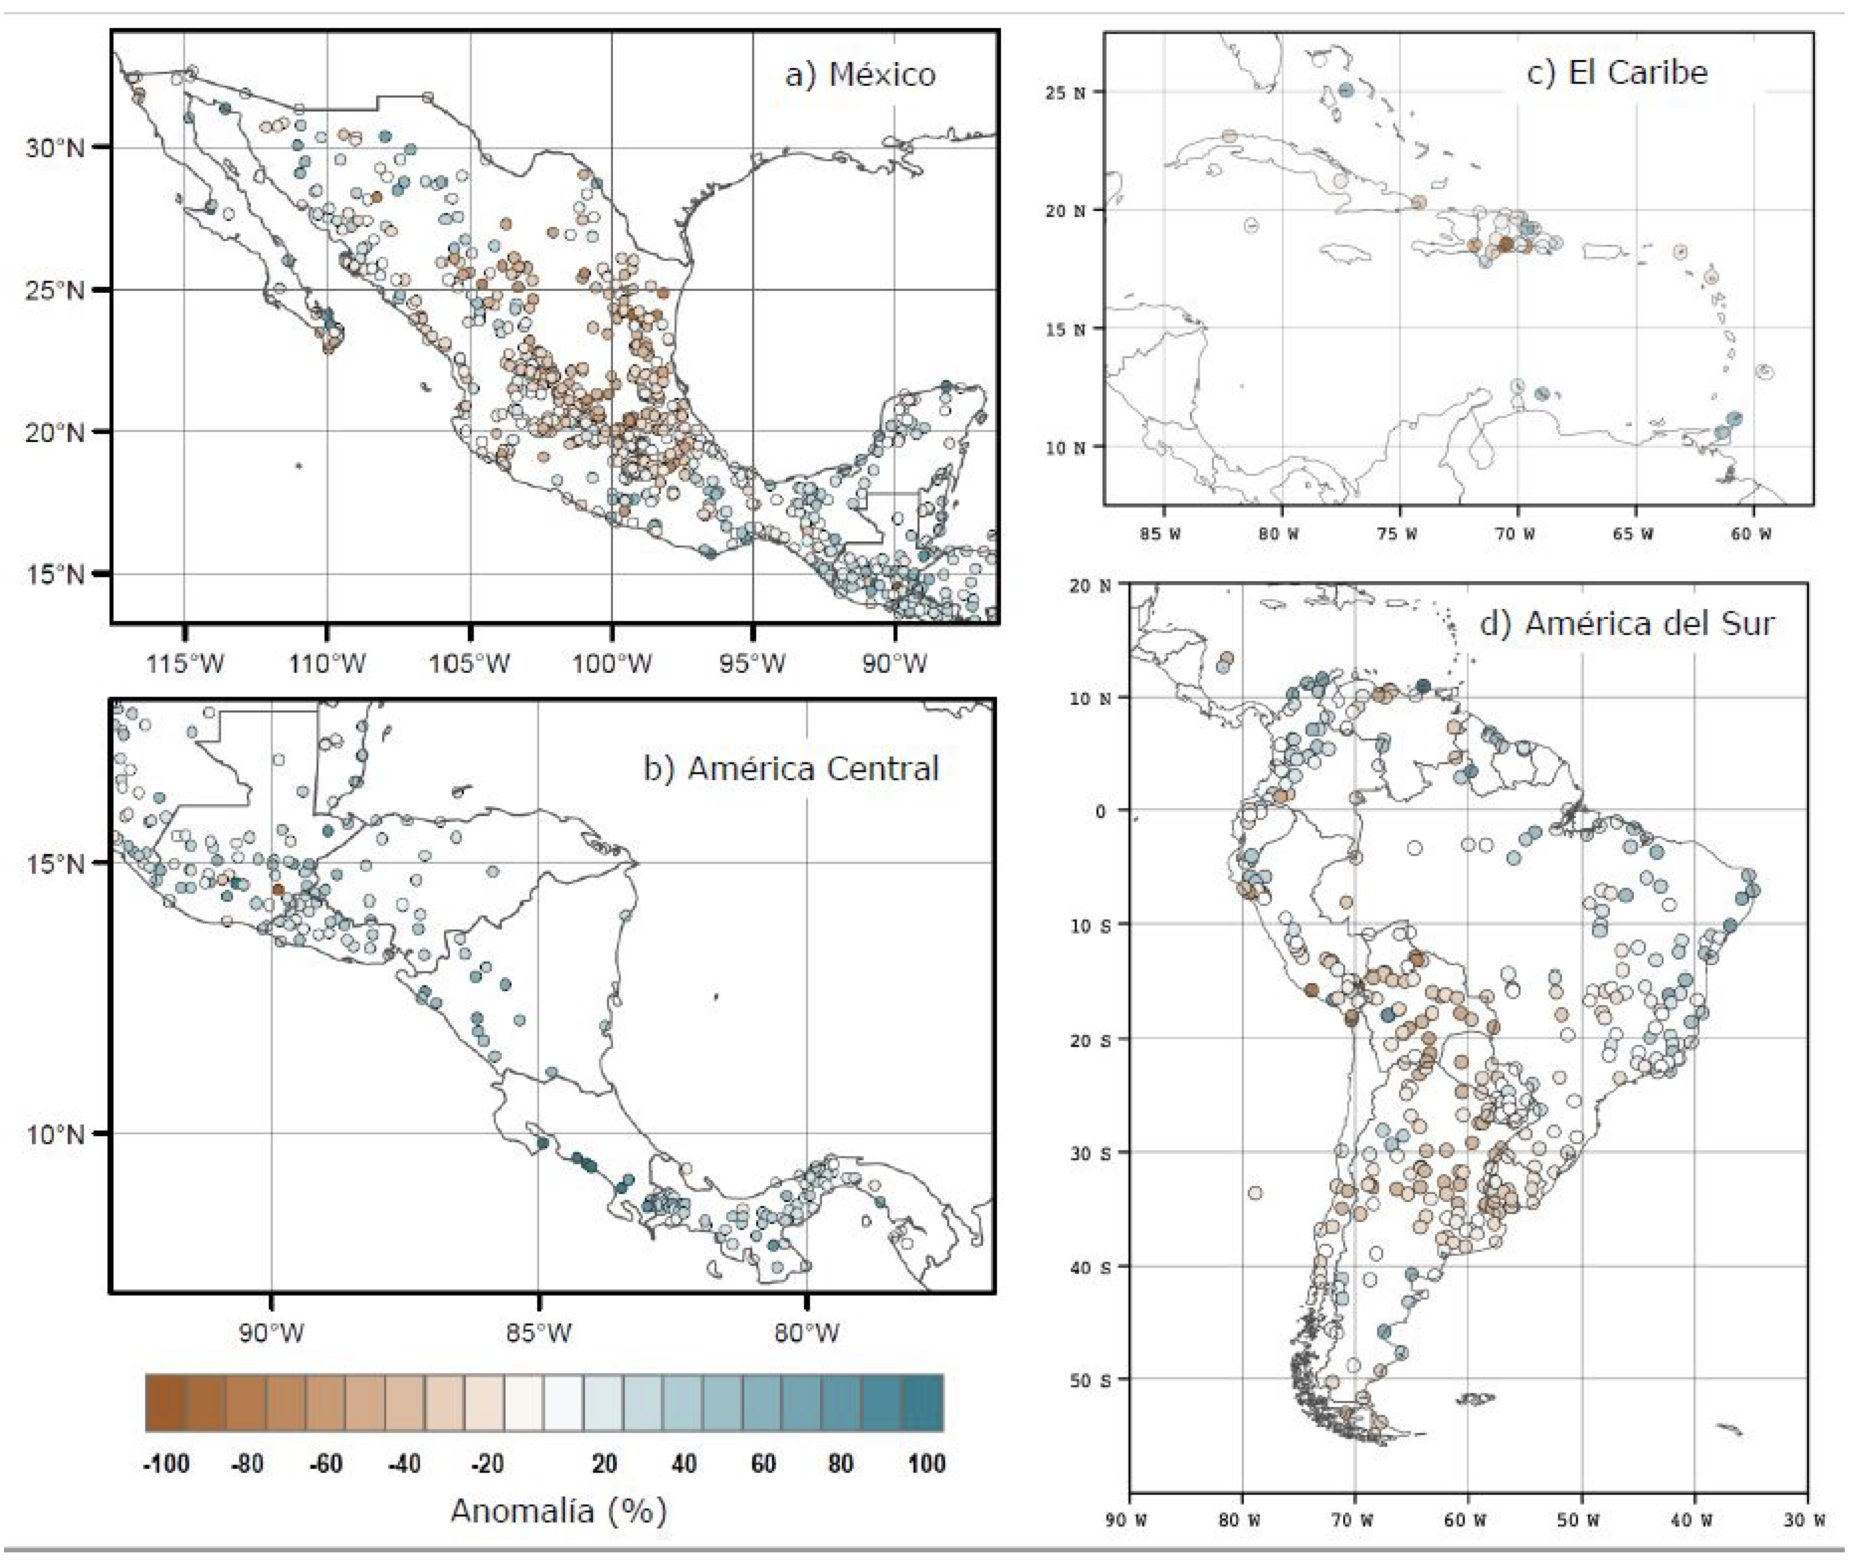 a) México
30°N
25°N
20°N
15°N
115°W 110°W 105°W 100°W 95°W 90°W
c) El Caribe
25 N
20 N
15 N
10 N
85 W 80 W 75 W 70 W 65 W 60 W
b) América Central
15°N
10°N
90°W 85°W 80°W
-100 -80 -60 -40 -20 20 40 60 80 100
Anomalía (%)
d) América del Sur
20 N
10 N
0
10 S
20 S
30 S
40 S
50 S
90 W 80 W 70 W 60 W 50 W 40 W 30 W